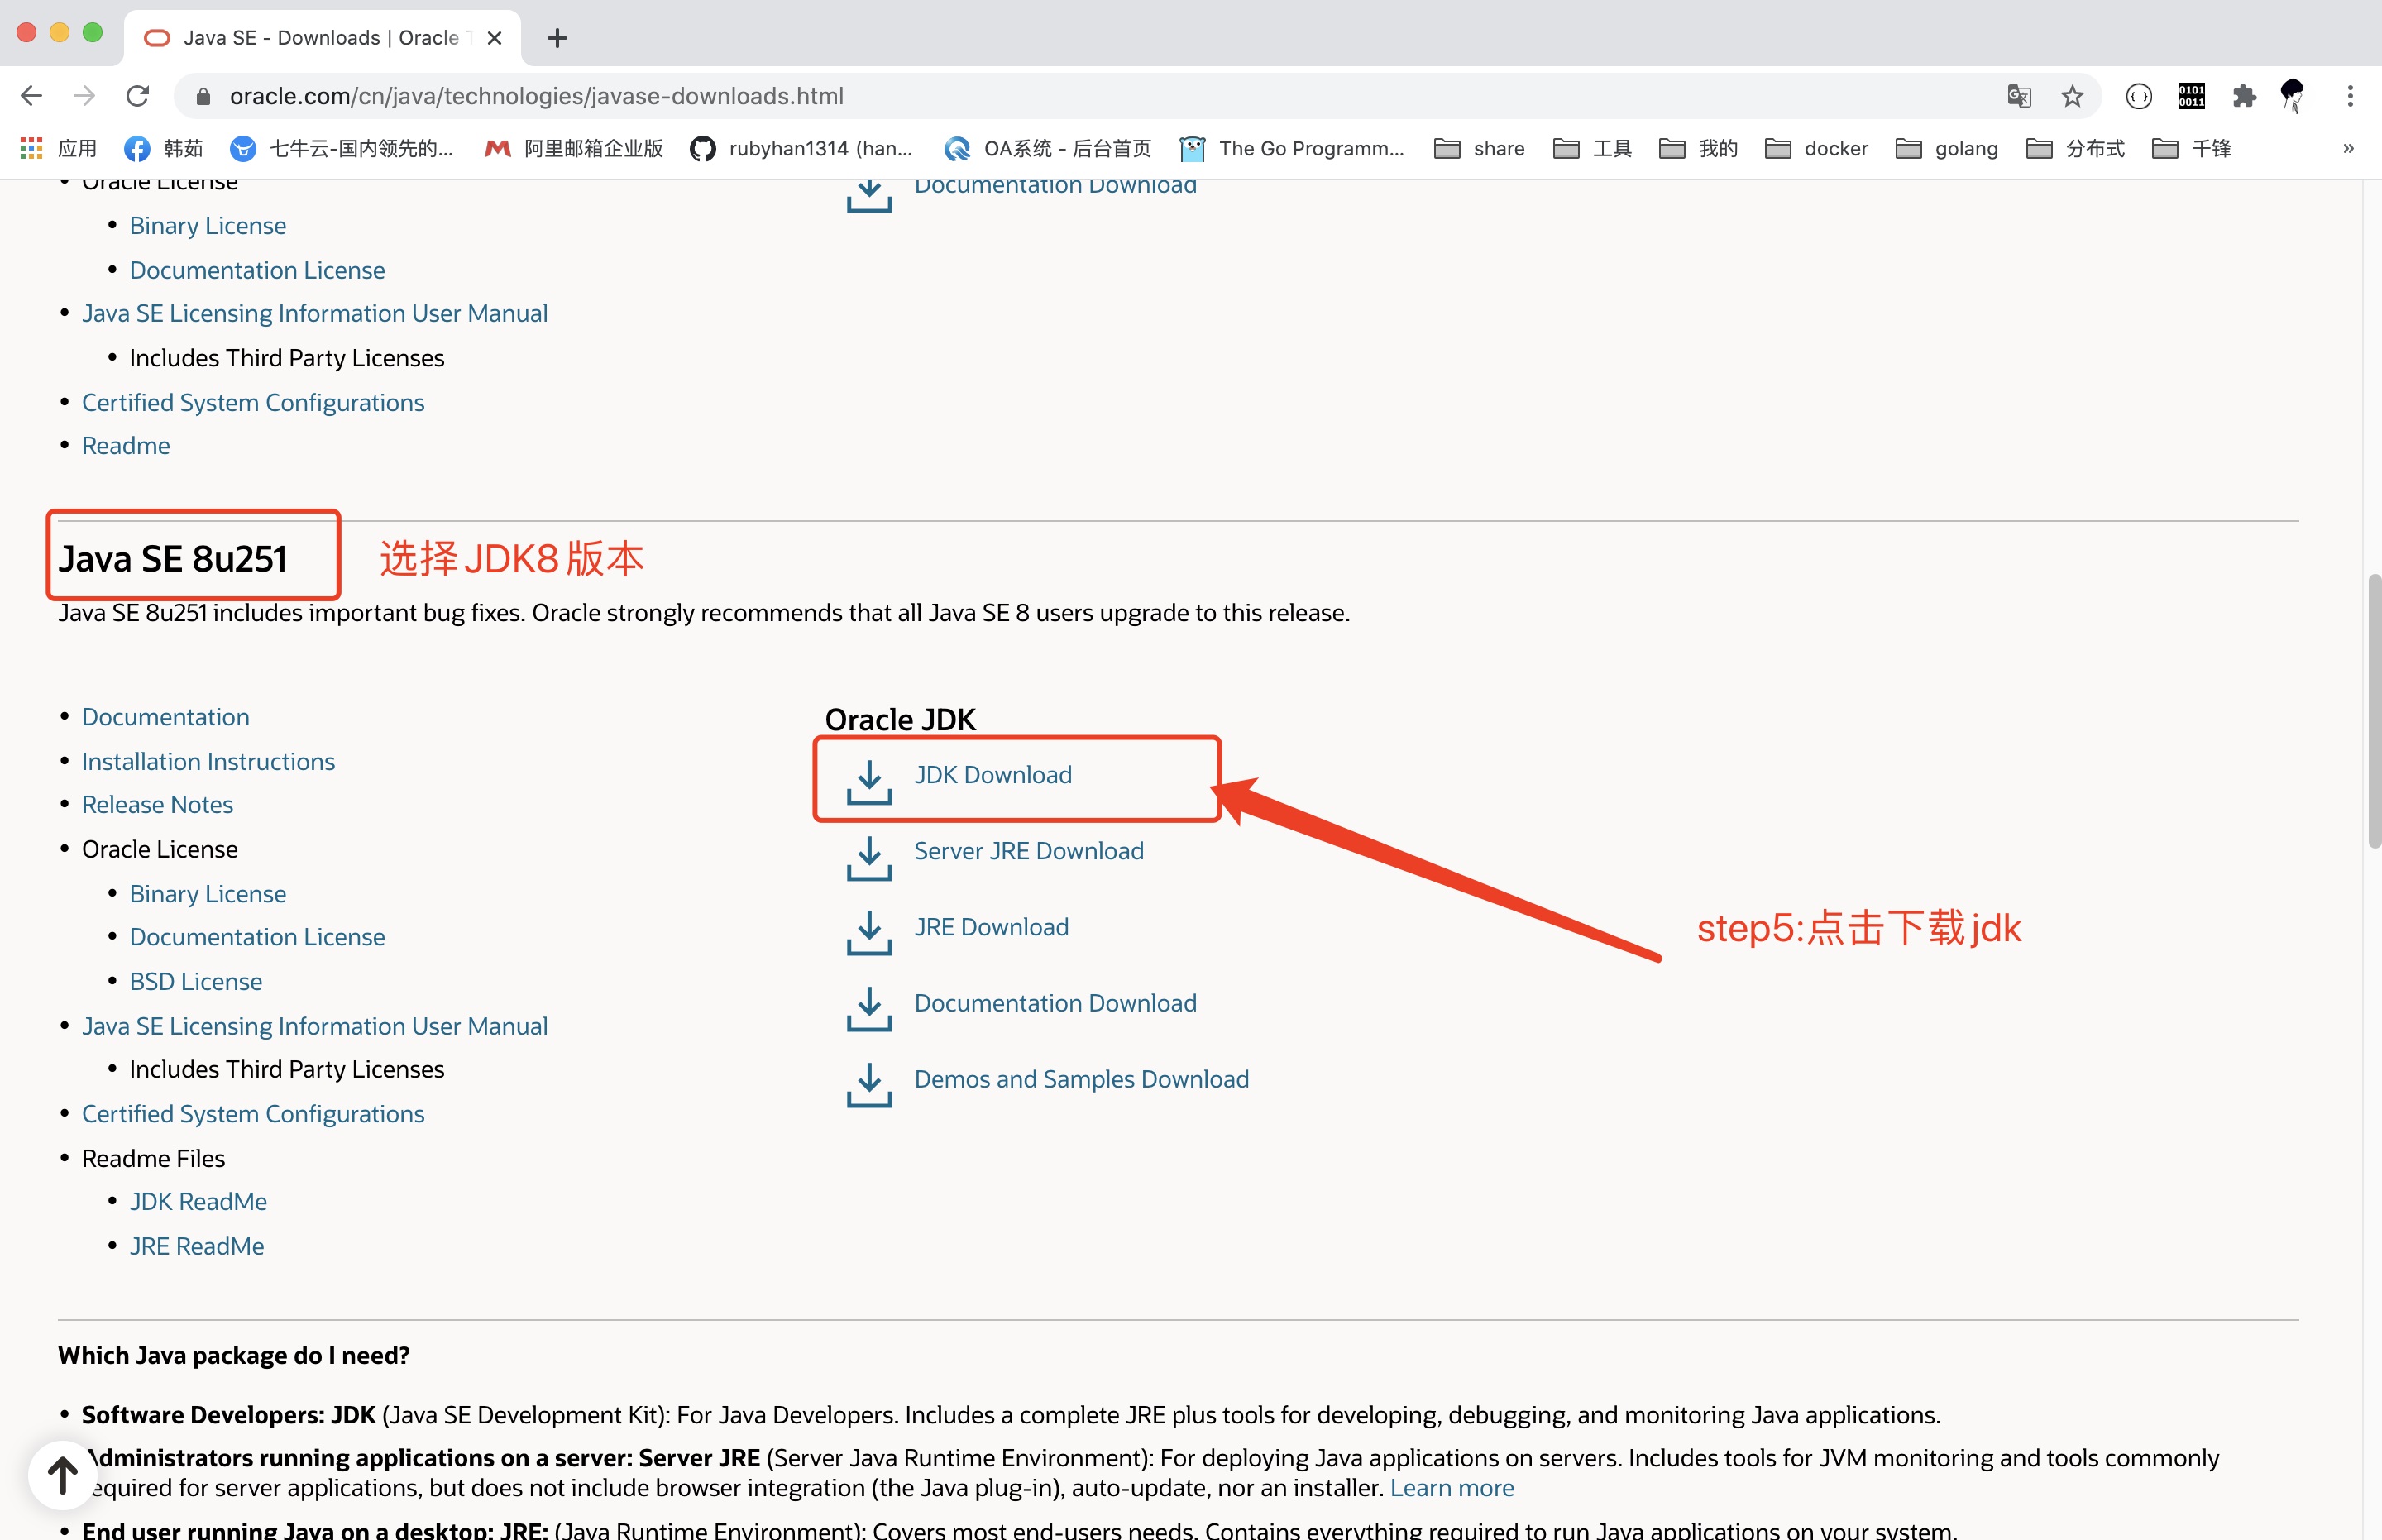 Java SE - Downloads | Oracle
oracle.com/cn/java/technologies/javase-downloads.html
0101
0011
应用
韩茹
七牛云-国内领先的...
阿里邮箱企业版
rubyhan1314 (han...
OA系统 - 后台首页
The Go Programm...
share
工具
我的
docker
golang
分布式
千锋
»
• Oracle License
• Binary License
• Documentation License
• Java SE Licensing Information User Manual
• Includes Third Party Licenses
• Certified System Configurations
• Readme
Documentation Download
Java SE 8u251
选择JDK8版本
Java SE 8u251 includes important bug fixes. Oracle strongly recommends that all Java SE 8 users upgrade to this release.
• Documentation
• Installation Instructions
• Release Notes
• Oracle License
• Binary License
• Documentation License
• BSD License
• Java SE Licensing Information User Manual
• Includes Third Party Licenses
• Certified System Configurations
• Readme Files
• JDK ReadMe
• JRE ReadMe
Oracle JDK
JDK Download
Server JRE Download
JRE Download
Documentation Download
Demos and Samples Download
step5:点击下载jdk
Which Java package do I need?
• Software Developers: JDK (Java SE Development Kit): For Java Developers. Includes a complete JRE plus tools for developing, debugging, and monitoring Java applications.
Administrators running applications on a server: Server JRE (Server Java Runtime Environment): For deploying Java applications on servers. Includes tools for JVM monitoring and tools commonly
required for server applications, but does not include browser integration (the Java plug-in), auto-update, nor an installer. Learn more
• End user running Java on a desktop: JRE: (Java Runtime Environment): Covers most end-users needs. Contains everything required to run Java applications on your system.